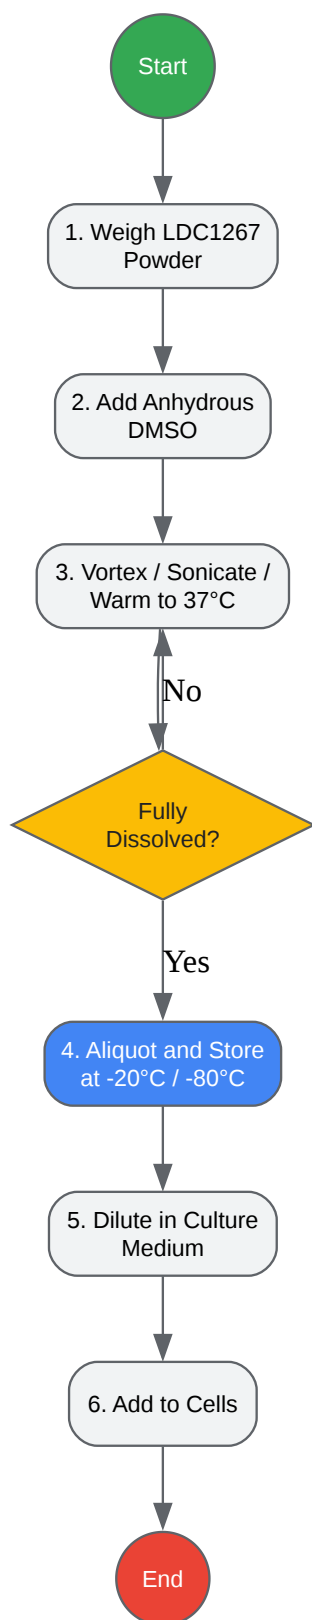 Start
1. Weigh LDC1267
Powder
2. Add Anhydrous
DMSO
3. Vortex / Sonicate /
Warm to 37°C
No
Fully
Dissolved?
Yes
4. Aliquot and Store
at -20°C / -80°C
5. Dilute in Culture
Medium
6. Add to Cells
End